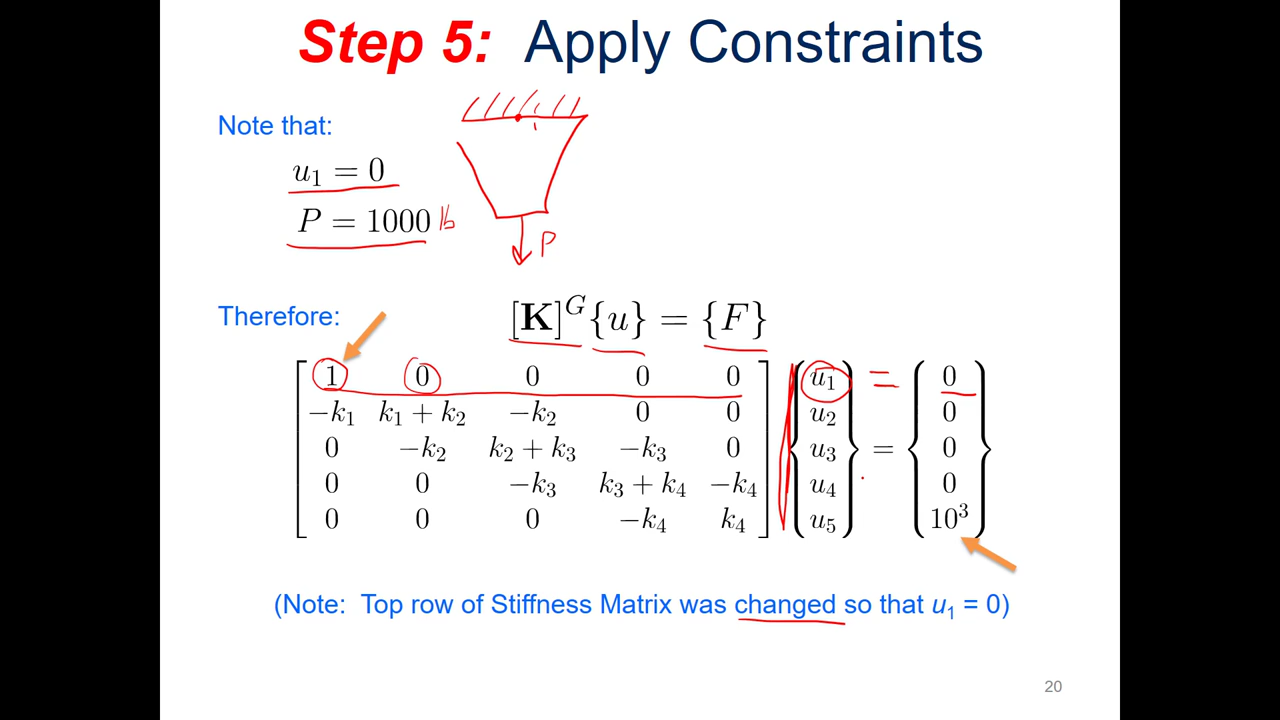 Step 5: Apply Constraints
Note that:
u₁ = 0
P = 1000 lb
P
Therefore:
[K]ᴳ{u} = {F}
1 0 0 0 0 u₁ = 0
−k₁ k₁ + k₂ −k₂ 0 0 u₂ 0
0 −k₂ k₂ + k₃ −k₃ 0 u₃ = 0
0 0 −k₃ k₃ + k₄ −k₄ u₄ 0
0 0 0 −k₄ k₄ u₅ 10³
(Note: Top row of Stiffness Matrix was changed so that u₁ = 0)
20